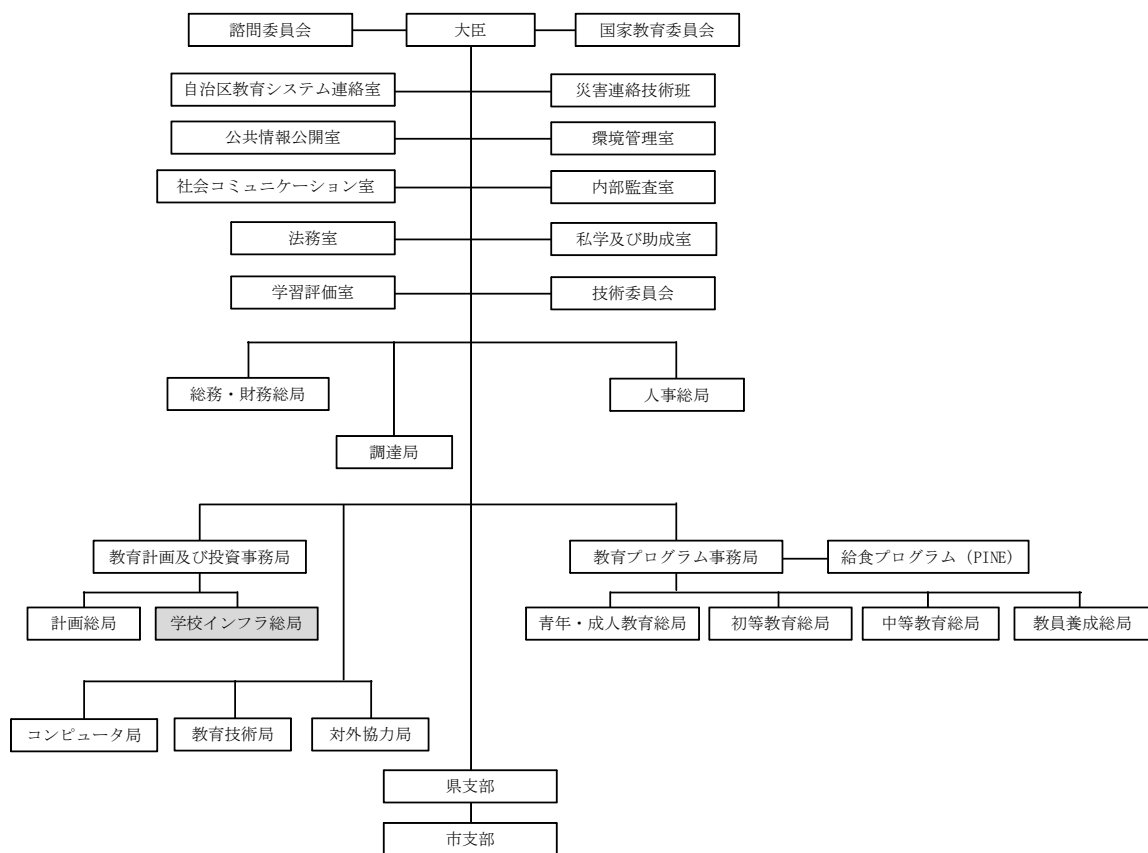 諮問委員会
大臣
国家教育委員会
自治区教育システム連絡室
災害連絡技術班
公共情報公開室
環境管理室
社会コミュニケーション室
内部監査室
法務室
私学及び助成室
学習評価室
技術委員会
総務・財務総局
人事総局
調達局
教育計画及び投資事務局
教育プログラム事務局
給食プログラム (PINE)
計画総局
学校インフラ総局
青年・成人教育総局
初等教育総局
中等教育総局
教員養成総局
コンピュータ局
教育技術局
対外協力局
県支部
市支部